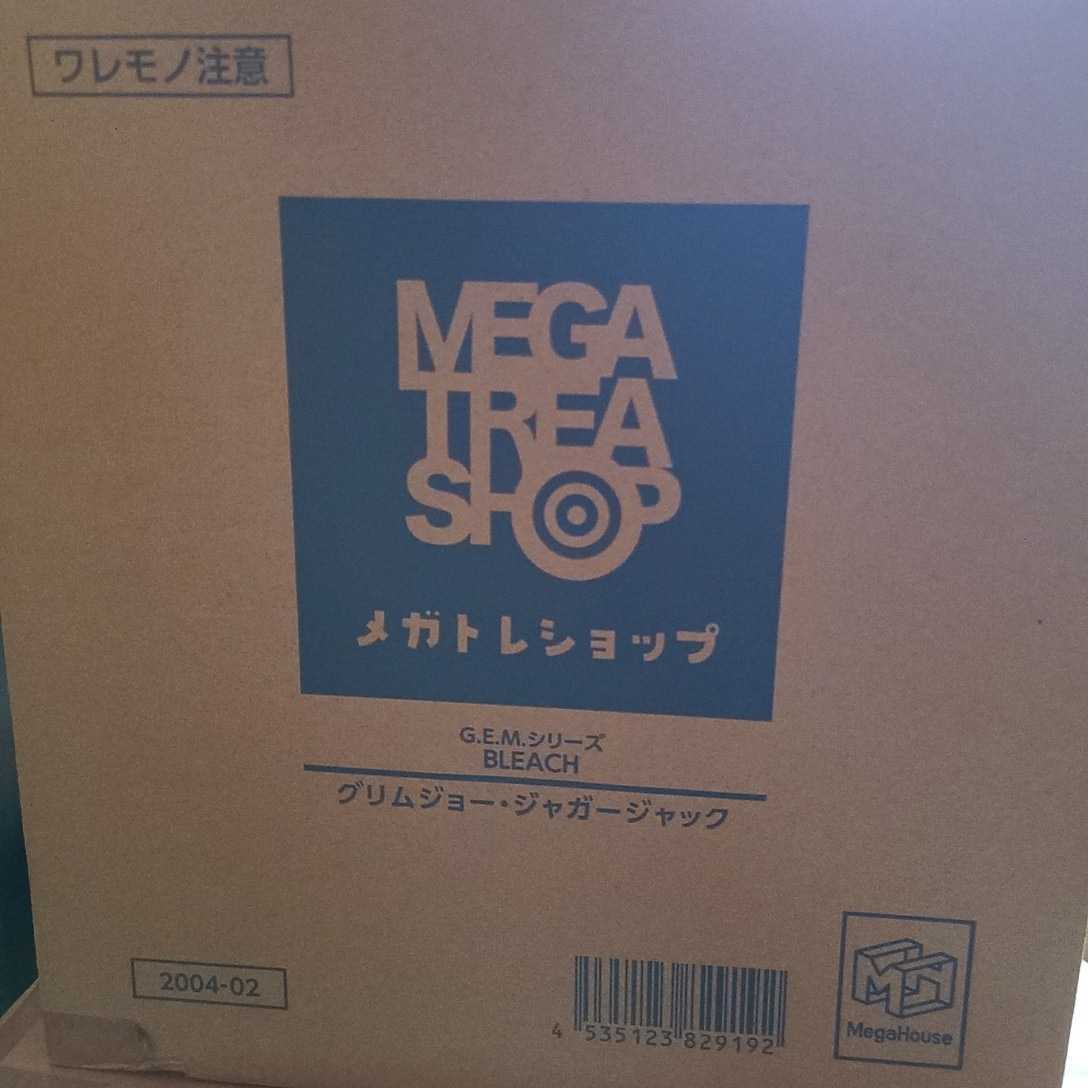 ワレモノ注意
MEGA
TREA
SHOP
メガトレショップ
G.E.M.シリーズ
BLEACH
グリムジョー・ジャガージャック
2004-02
4 535123 829192
MegaHouse